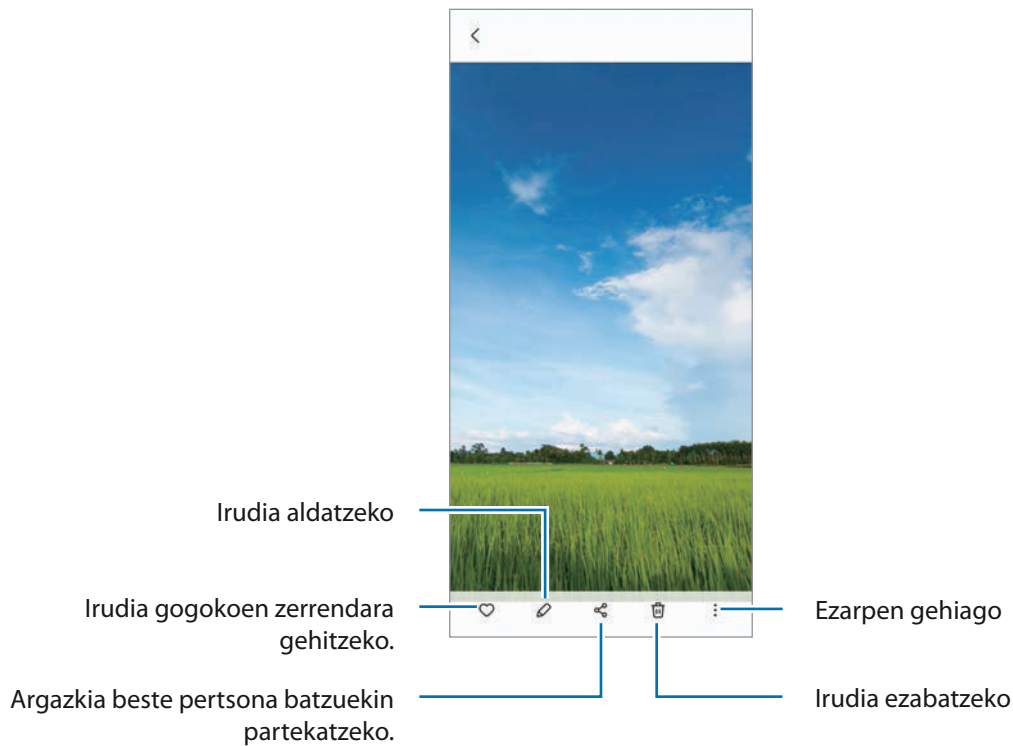 Irudia aldatzeko
Irudia gogokoen zerrendara
gehitzeko.
Argazkia beste pertsona batzuekin
partekatzeko.
Ezarpen gehiago
Irudia ezabatzeko